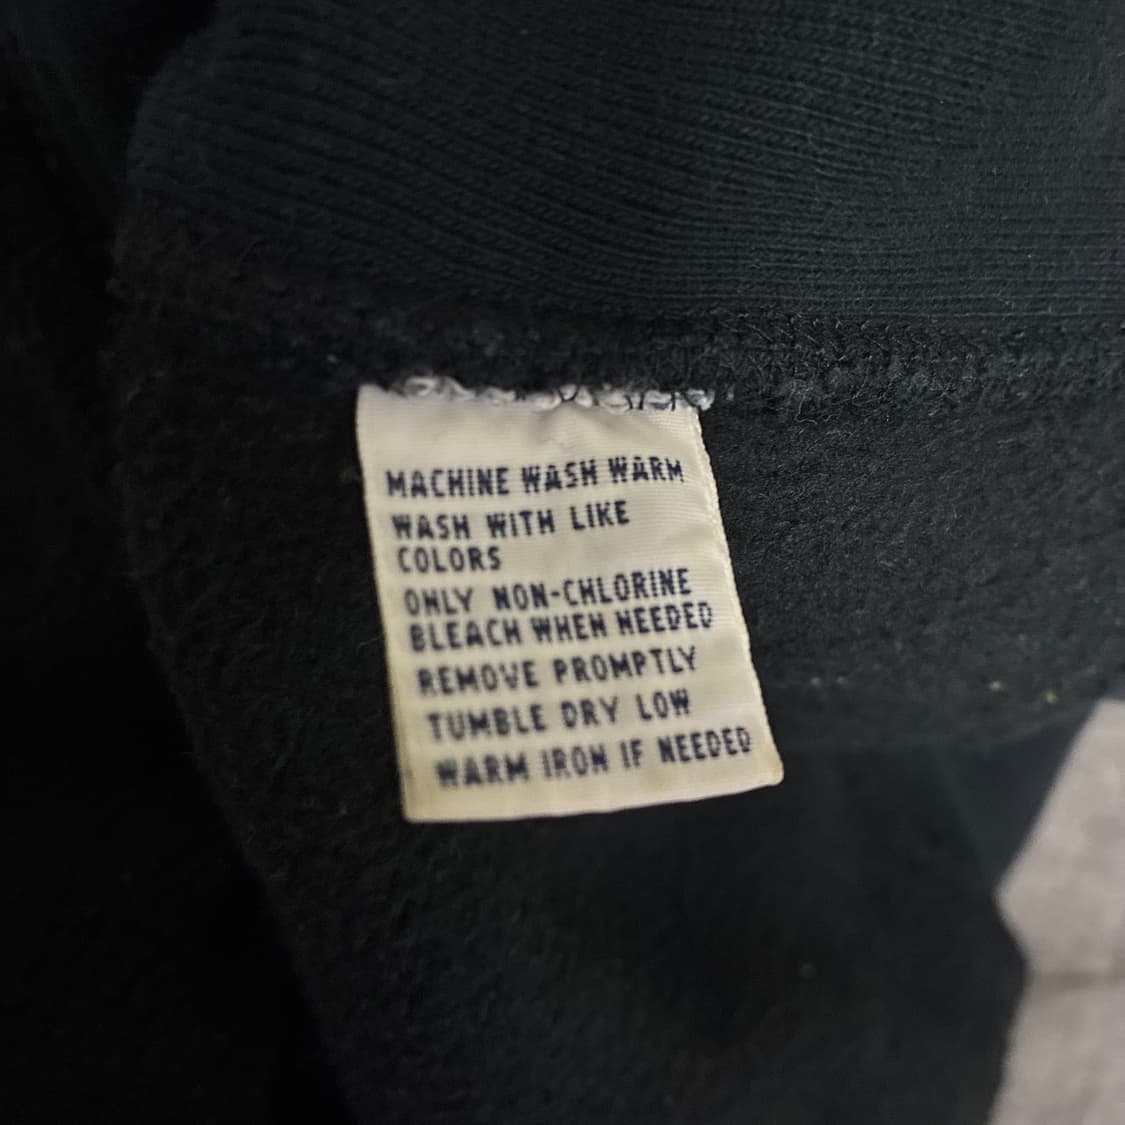 MACHINE WASH WARM
WASH WITH LIKE
COLORS
ONLY NON-CHLORINE
BLEACH WHEN NEEDED
REMOVE PROMPTLY
TUMBLE DRY LOW
WARM IRON IF NEEDED